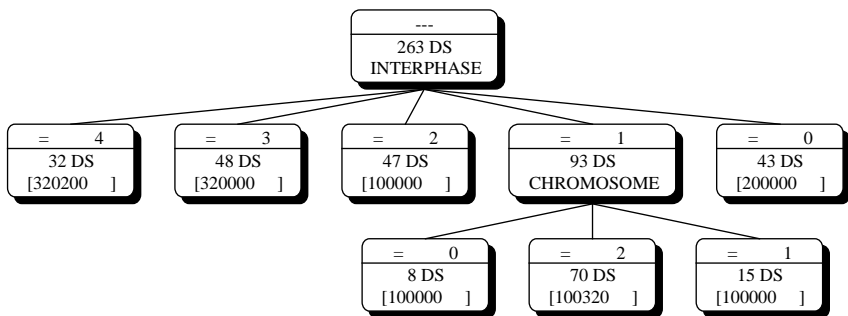 ---
263 DS
INTERPHASE
= 4
32 DS
[320200 ]
= 3
48 DS
[320000 ]
= 2
47 DS
[100000 ]
= 1
93 DS
CHROMOSOME
= 0
43 DS
[200000 ]
= 0
8 DS
[100000 ]
= 2
70 DS
[100320 ]
= 1
15 DS
[100000 ]